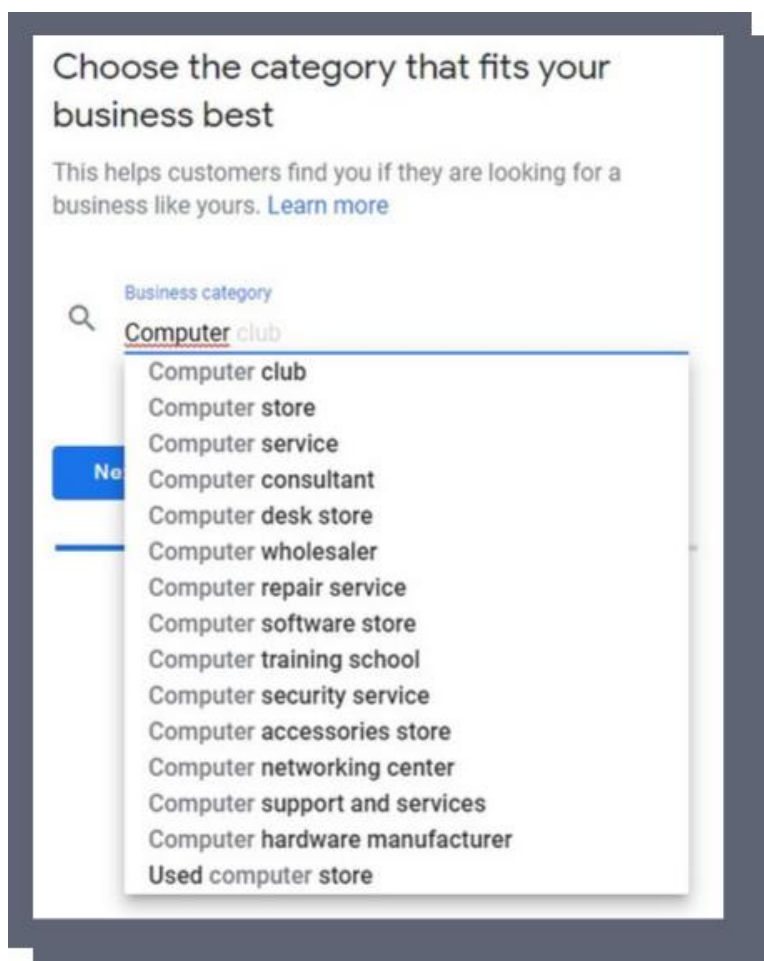 Choose the category that fits your
business best
This helps customers find you if they are looking for a
business like yours. Learn more
Business category
Computer club
Computer club
Computer store
Computer service
Computer consultant
Computer desk store
Computer wholesaler
Computer repair service
Computer software store
Computer training school
Computer security service
Computer accessories store
Computer networking center
Computer support and services
Computer hardware manufacturer
Used computer store